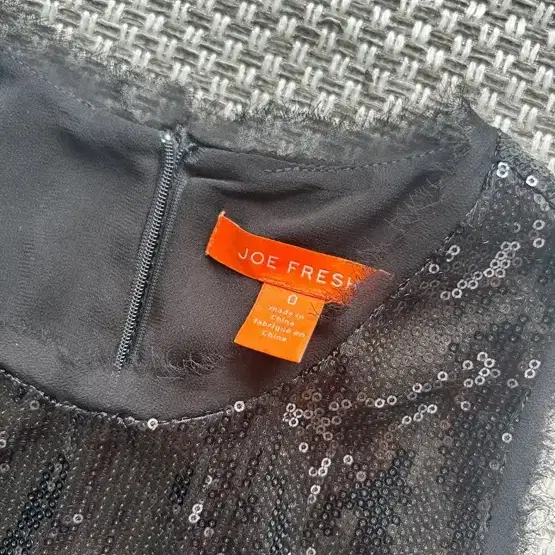 JOE FRESH
0
made in
China
fabriqué en
Chine